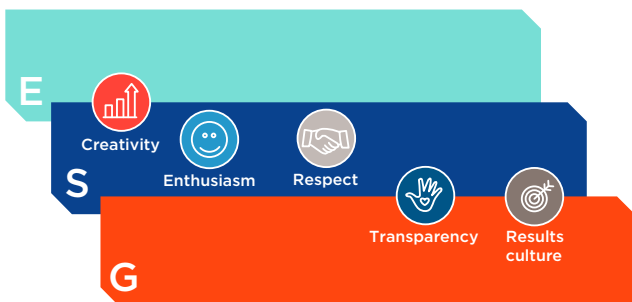 E
Creativity
Enthusiasm
Respect
S
Transparency
Results
culture
G